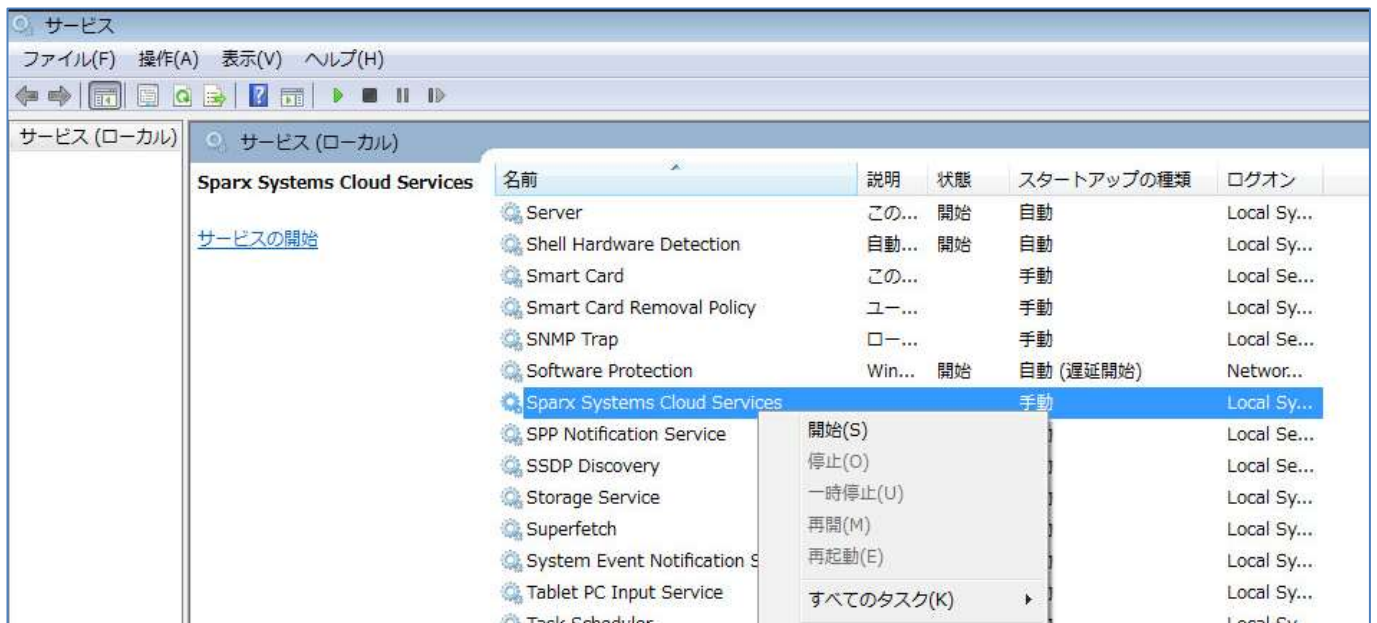 サービス
ファイル(F) 操作(A) 表示(V) ヘルプ(H)
サービス (ローカル)
サービス (ローカル)
Sparx Systems Cloud Services
サービスの開始
名前 説明 状態 スタートアップの種類 ログオン
Server この... 開始 自動 Local Sy...
Shell Hardware Detection 自動... 開始 自動 Local Sy...
Smart Card この... 手動 Local Se...
Smart Card Removal Policy ユー... 手動 Local Sy...
SNMP Trap ロー... 手動 Local Se...
Software Protection Win... 開始 自動 (遅延開始) Networ...
Sparx Systems Cloud Services 手動 Local Sy...
SPP Notification Service Local Se...
SSDP Discovery Local Se...
Storage Service Local Sy...
Superfetch Local Sy...
System Event Notification S Local Sy...
Tablet PC Input Service Local Sy...
Task Scheduler Local Sy...
開始(S)
停止(O)
一時停止(U)
再開(M)
再起動(E)
すべてのタスク(K)